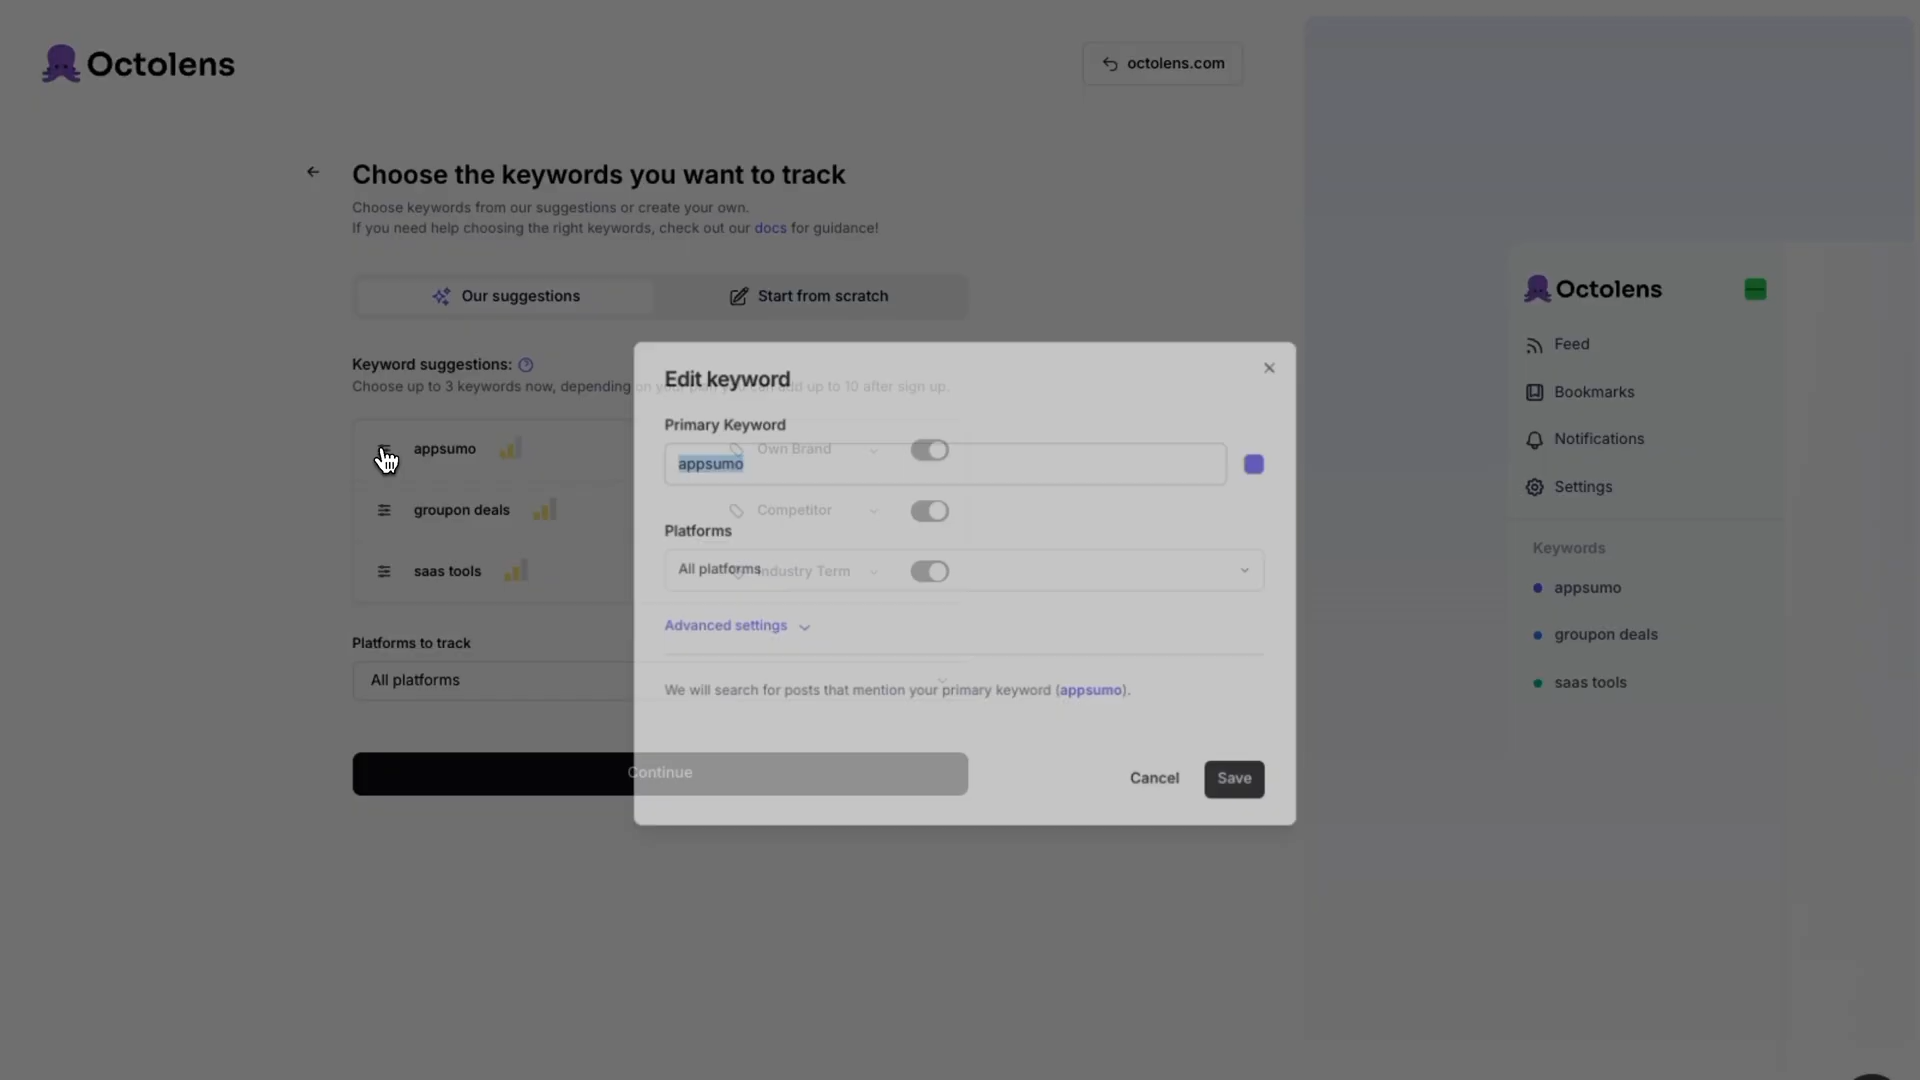 Octolens
octolens.com
Choose the keywords you want to track
Choose keywords from our suggestions or create your own.
If you need help choosing the right keywords, check out our docs for guidance!
Our suggestions
Start from scratch
Keyword suggestions:
Choose up to 3 keywords now, depending on your plan you can add up to 10 after sign up.
appsumo
Own Brand
groupon deals
Competitor
saas tools
Industry Term
Platforms to track
All platforms
Continue
Edit keyword
Primary Keyword
appsumo
Platforms
All platforms
Advanced settings
We will search for posts that mention your primary keyword (appsumo).
Cancel
Save
Octolens
Feed
Bookmarks
Notifications
Settings
Keywords
appsumo
groupon deals
saas tools